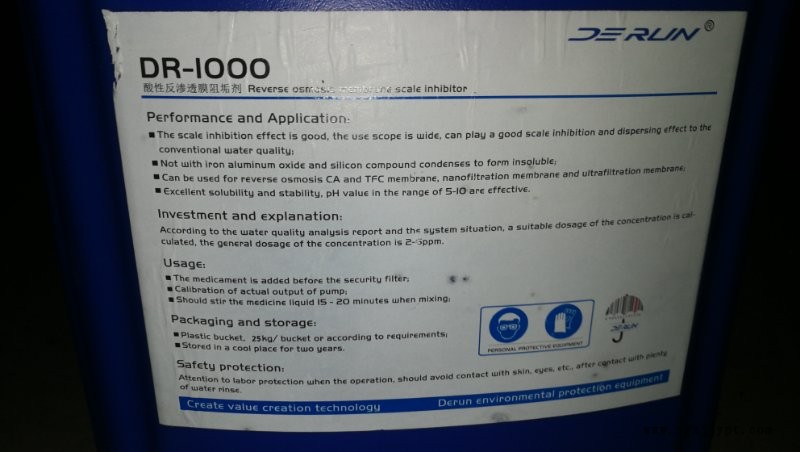 DERUN®
DR-1000
酸性反渗透膜阻垢剂 Reverse osmosis membrane scale inhibitor
Performance and Application:
■ The scale inhibition effect is good, the use scope is wide, can play a good scale inhibition and dispersing effect to the
conventional water quality;
■ Not with iron aluminum oxide and silicon compound condenses to form insoluble;
■ Can be used for reverse osmosis CA and TFC membrane, nanofiltration membrane and ultrafiltration membrane;
■ Excellent solubility and stability, pH value in the range of 5-10 are effective.
Investment and explanation:
According to the water quality analysis report and the system situation, a suitable dosage of the concentration is cal-
culated, the general dosage of the concentration is 2-5ppm.
Usage:
■ The medicament is added before the security filter;
■ Calibration of actual output of pump;
■ Should stir the medicine liquid 15 - 20 minutes when mixing;
Packaging and storage:
■ Plastic bucket, 25kg/ bucket or according to requirements;
■ Stored in a cool place for two years.
PERSONAL PROTECTIVE EQUIPMENT
DERUN
Safety protection:
Attention to labor protection when the operation, should avoid contact with skin, eyes, etc., after contact with plenty
of water rinse.
Create value creation technology
Derun environmental protection equipment